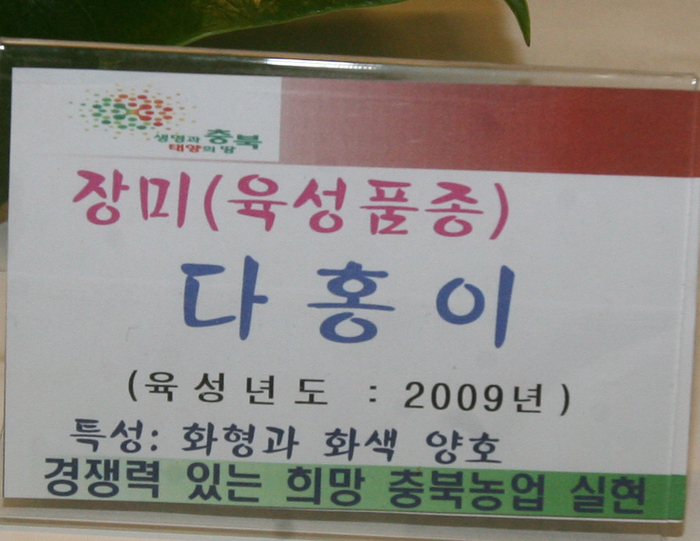 생명과 충북
태양의 땅
장미(육성품종)
다홍이
(육성년도 : 2009년)
특성: 화형과 화색 양호
경쟁력 있는 희망 충북농업 실현